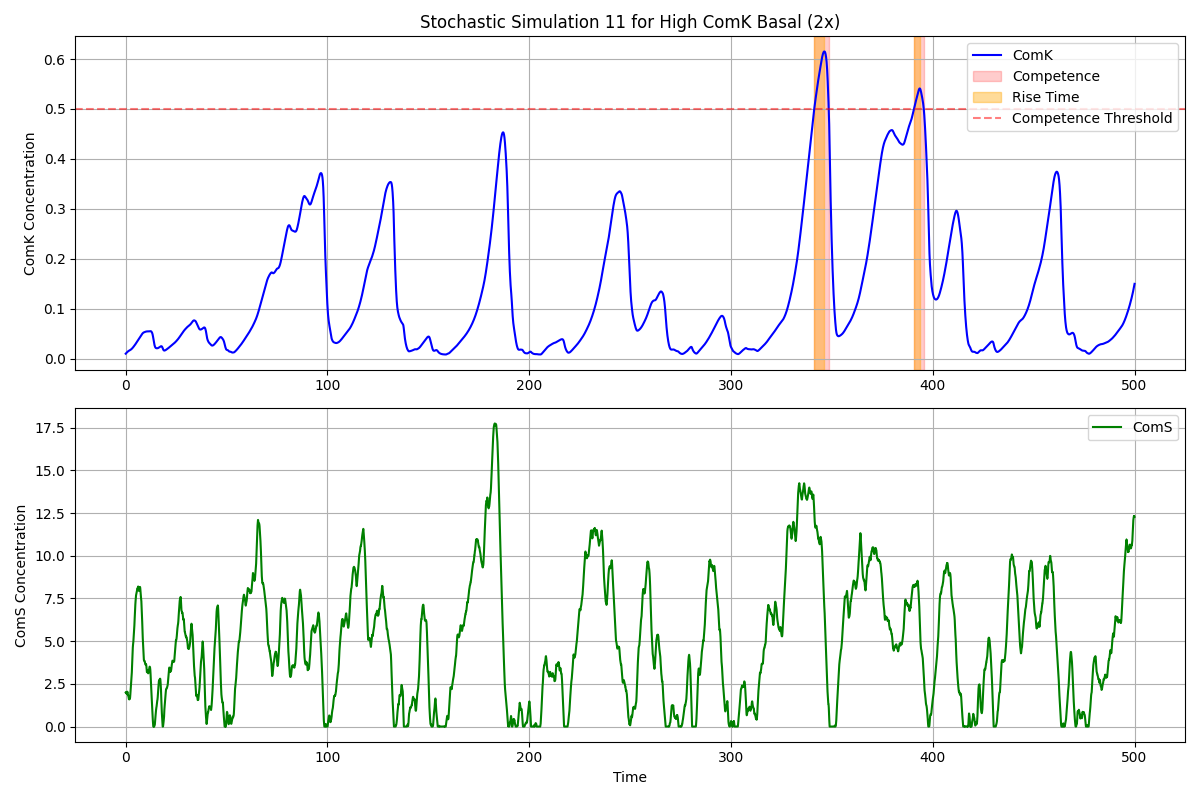 Stochastic Simulation 11 for High ComK Basal (2x)
ComK Concentration
0.6
0.5
0.4
0.3
0.2
0.1
0.0
ComK
Competence
Rise Time
Competence Threshold
0 100 200 300 400 500
ComS Concentration
17.5
15.0
12.5
10.0
7.5
5.0
2.5
0.0
ComS
0 100 200 300 400 500
Time